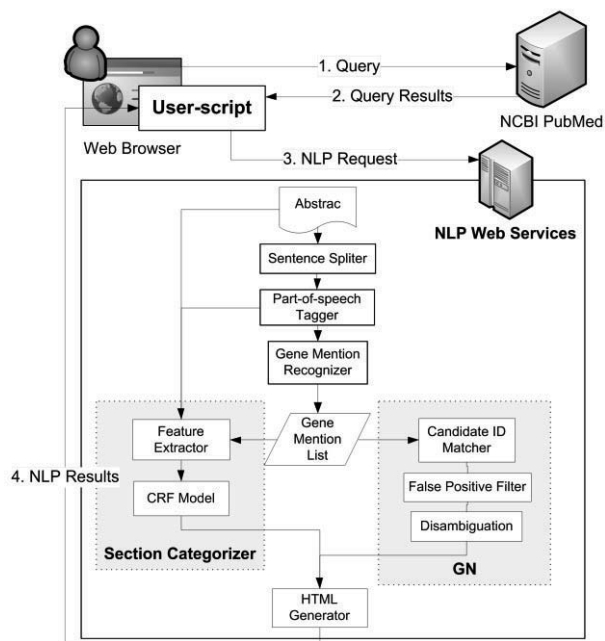 1. Query
2. Query Results
User-script
NCBI PubMed
Web Browser
3. NLP Request
NLP Web Services
Abstrac
Sentence Spliter
Part-of-speech
Tagger
Gene Mention
Recognizer
Gene
Mention
List
Feature
Extractor
Candidate ID
Matcher
4. NLP Results
CRF Model
False Positive Filter
Disambiguation
Section Categorizer
GN
HTML
Generator